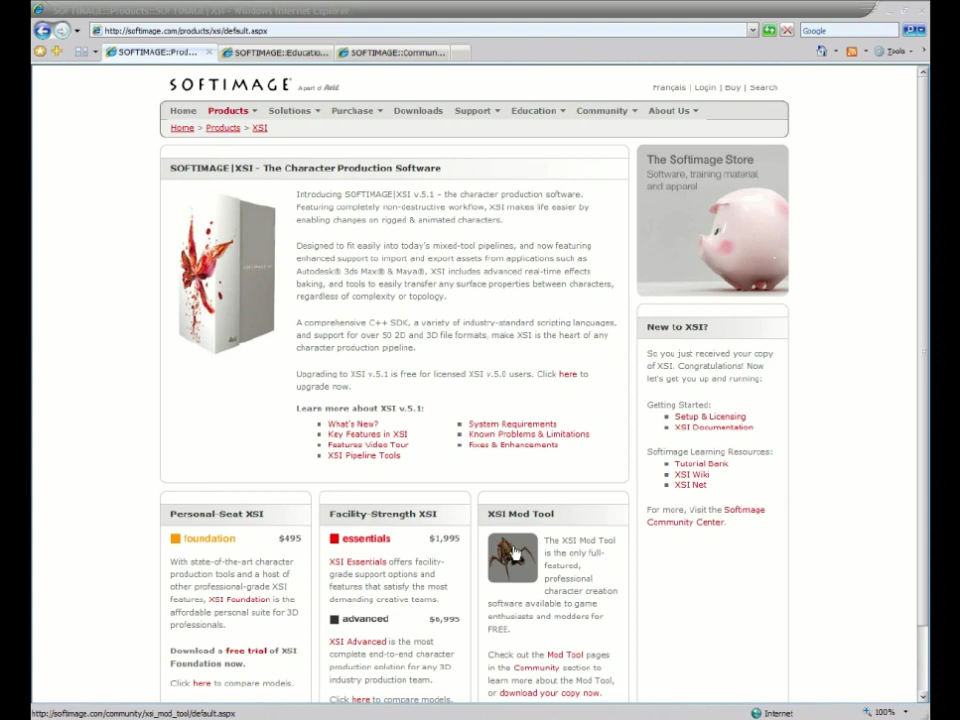 SOFTIMAGE::Products::SOFTIMAGE|XSI - Windows Internet Explorer
http://softimage.com/products/xsi/default.aspx
Google
SOFTIMAGE::Prod...
SOFTIMAGE::Educatio...
SOFTIMAGE::Commun...
Tools
SOFTIMAGE®
A part of Avid
Français | Login | Buy | Search
Home Products Solutions Purchase Downloads Support Education Community About Us
Home > Products > XSI
SOFTIMAGE|XSI - The Character Production Software
Introducing SOFTIMAGE|XSI v.5.1 - the character production software.
Featuring completely non-destructive workflow, XSI makes life easier by
enabling changes on rigged & animated characters.
Designed to fit easily into today's mixed-tool pipelines, and now featuring
enhanced support to import and export assets from applications such as
Autodesk® 3ds Max® & Maya®, XSI includes advanced real-time effects
baking, and tools to easily transfer any surface properties between characters,
regardless of complexity or topology.
A comprehensive C++ SDK, a variety of industry-standard scripting languages,
and support for over 50 2D and 3D file formats, make XSI is the heart of any
character production pipeline.
Upgrading to XSI v.5.1 is free for licensed XSI v.5.0 users. Click here to
upgrade now.
Learn more about XSI v.5.1:
What's New?
Key Features in XSI
Features Video Tour
XSI Pipeline Tools
System Requirements
Known Problems & Limitations
Fixes & Enhancements
The Softimage Store
Software, training material
and apparel
New to XSI?
So you just received your copy
of XSI. Congratulations! Now
let's get you up and running:
Getting Started:
Setup & Licensing
XSI Documentation
Softimage Learning Resources:
Tutorial Bank
XSI Wiki
XSI Net
For more, visit the Softimage
Community Center.
Personal-Seat XSI
foundation $495
With state-of-the-art character
production tools and a host of
other professional-grade XSI
features, XSI Foundation is the
affordable personal suite for 3D
professionals.
Download a free trial of XSI
Foundation now.
Click here to compare models.
Facility-Strength XSI
essentials $1,995
XSI Essentials offers facility-
grade support options and
features that satisfy the most
demanding creative teams.
advanced $6,995
XSI Advanced is the most
complete end-to-end character
production solution for any 3D
industry production team.
Click here to compare models.
XSI Mod Tool
The XSI Mod Tool
is the only full-
featured,
professional
character creation
software available to game
enthusiasts and modders for
FREE.
Check out the Mod Tool pages
in the Community section to
learn more about the Mod Tool,
or download your copy now.
http://softimage.com/community/xsi_mod_tool/default.aspx
Internet
100%